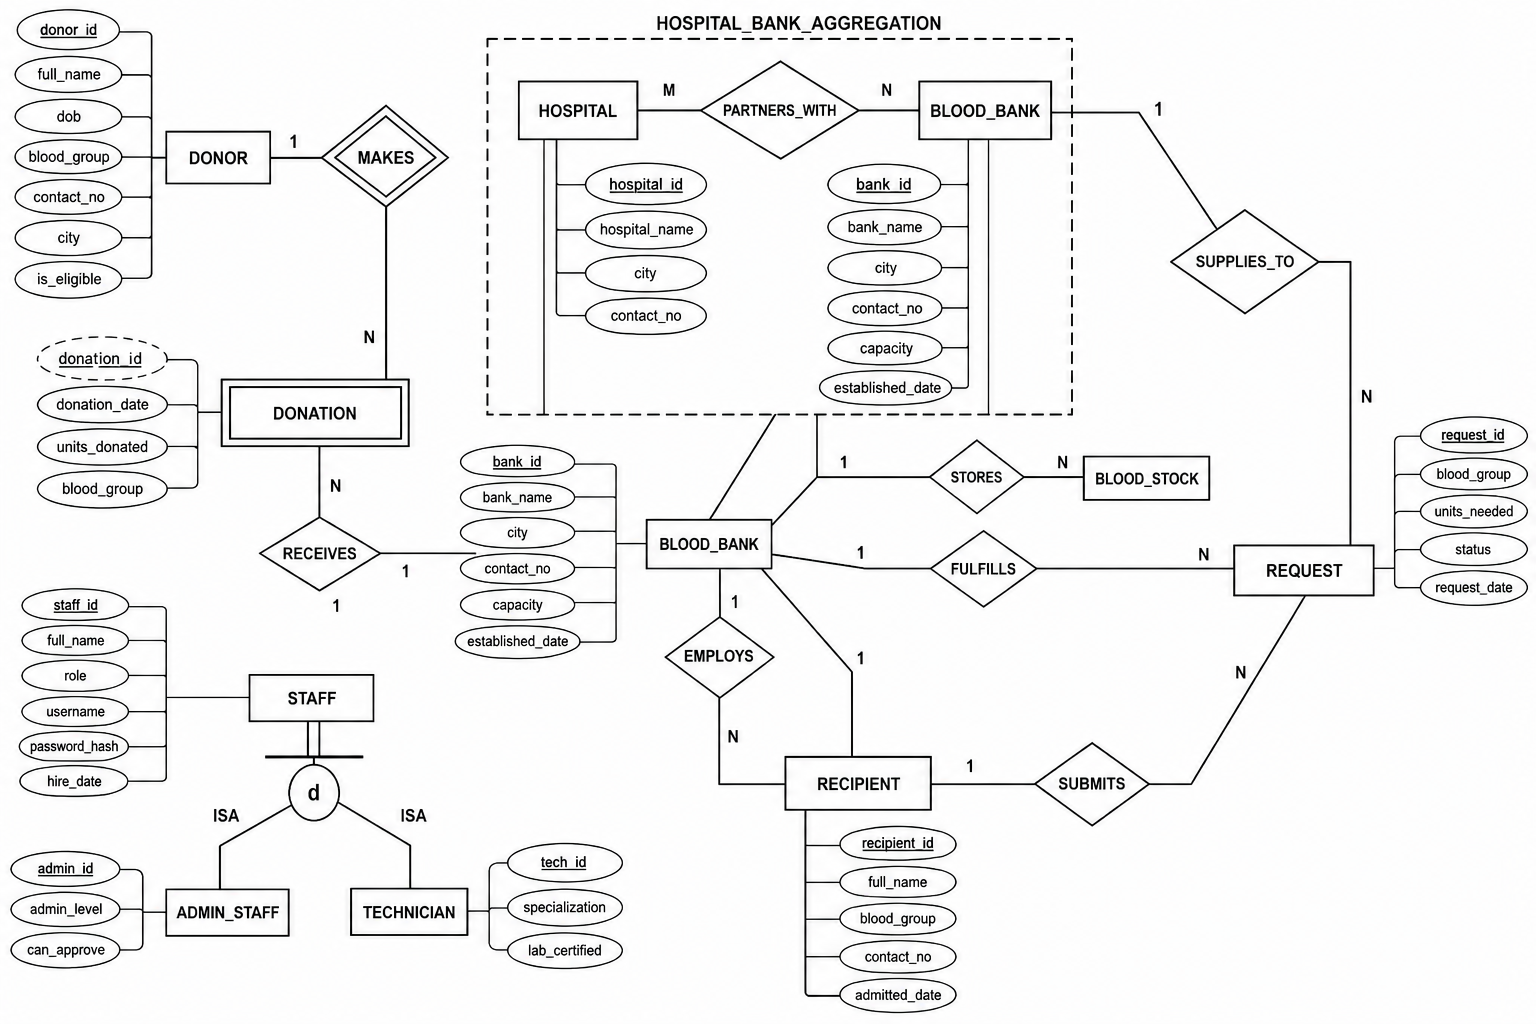 HOSPITAL_BANK_AGGREGATION
donor_id
full_name
dob
blood_group
contact_no
city
is_eligible
DONOR
1
MAKES
N
HOSPITAL
M
PARTNERS_WITH
N
BLOOD_BANK
1
hospital_id
hospital_name
city
contact_no
bank_id
bank_name
city
contact_no
capacity
established_date
SUPPLIES_TO
N
donation_id
donation_date
units_donated
blood_group
DONATION
N
RECEIVES
1
1
bank_id
bank_name
city
contact_no
capacity
established_date
BLOOD_BANK
1
STORES
N
BLOOD_STOCK
1
FULFILLS
N
REQUEST
request_id
blood_group
units_needed
status
request_date
1
EMPLOYS
N
1
N
staff_id
full_name
role
username
password_hash
hire_date
STAFF
d
ISA
ISA
RECIPIENT
1
SUBMITS
admin_id
admin_level
can_approve
ADMIN_STAFF
TECHNICIAN
tech_id
specialization
lab_certified
recipient_id
full_name
blood_group
contact_no
admitted_date